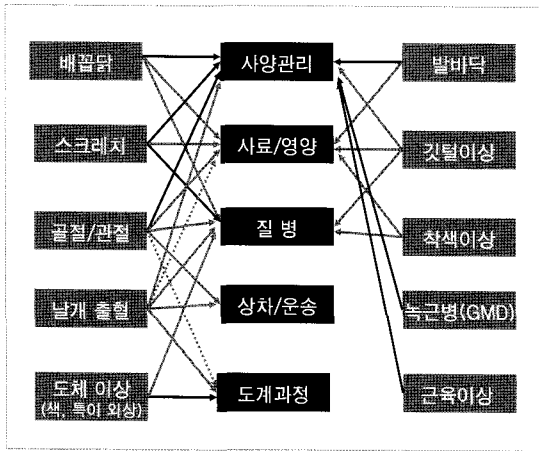 배꼽닭
스크레치
골절/관절
날개 출혈
도체 이상
(색, 특이 외상)
사양관리
사료/영양
질 병
상차/운송
도계과정
발바닥
깃털이상
착색이상
녹근병(GMD)
근육이상